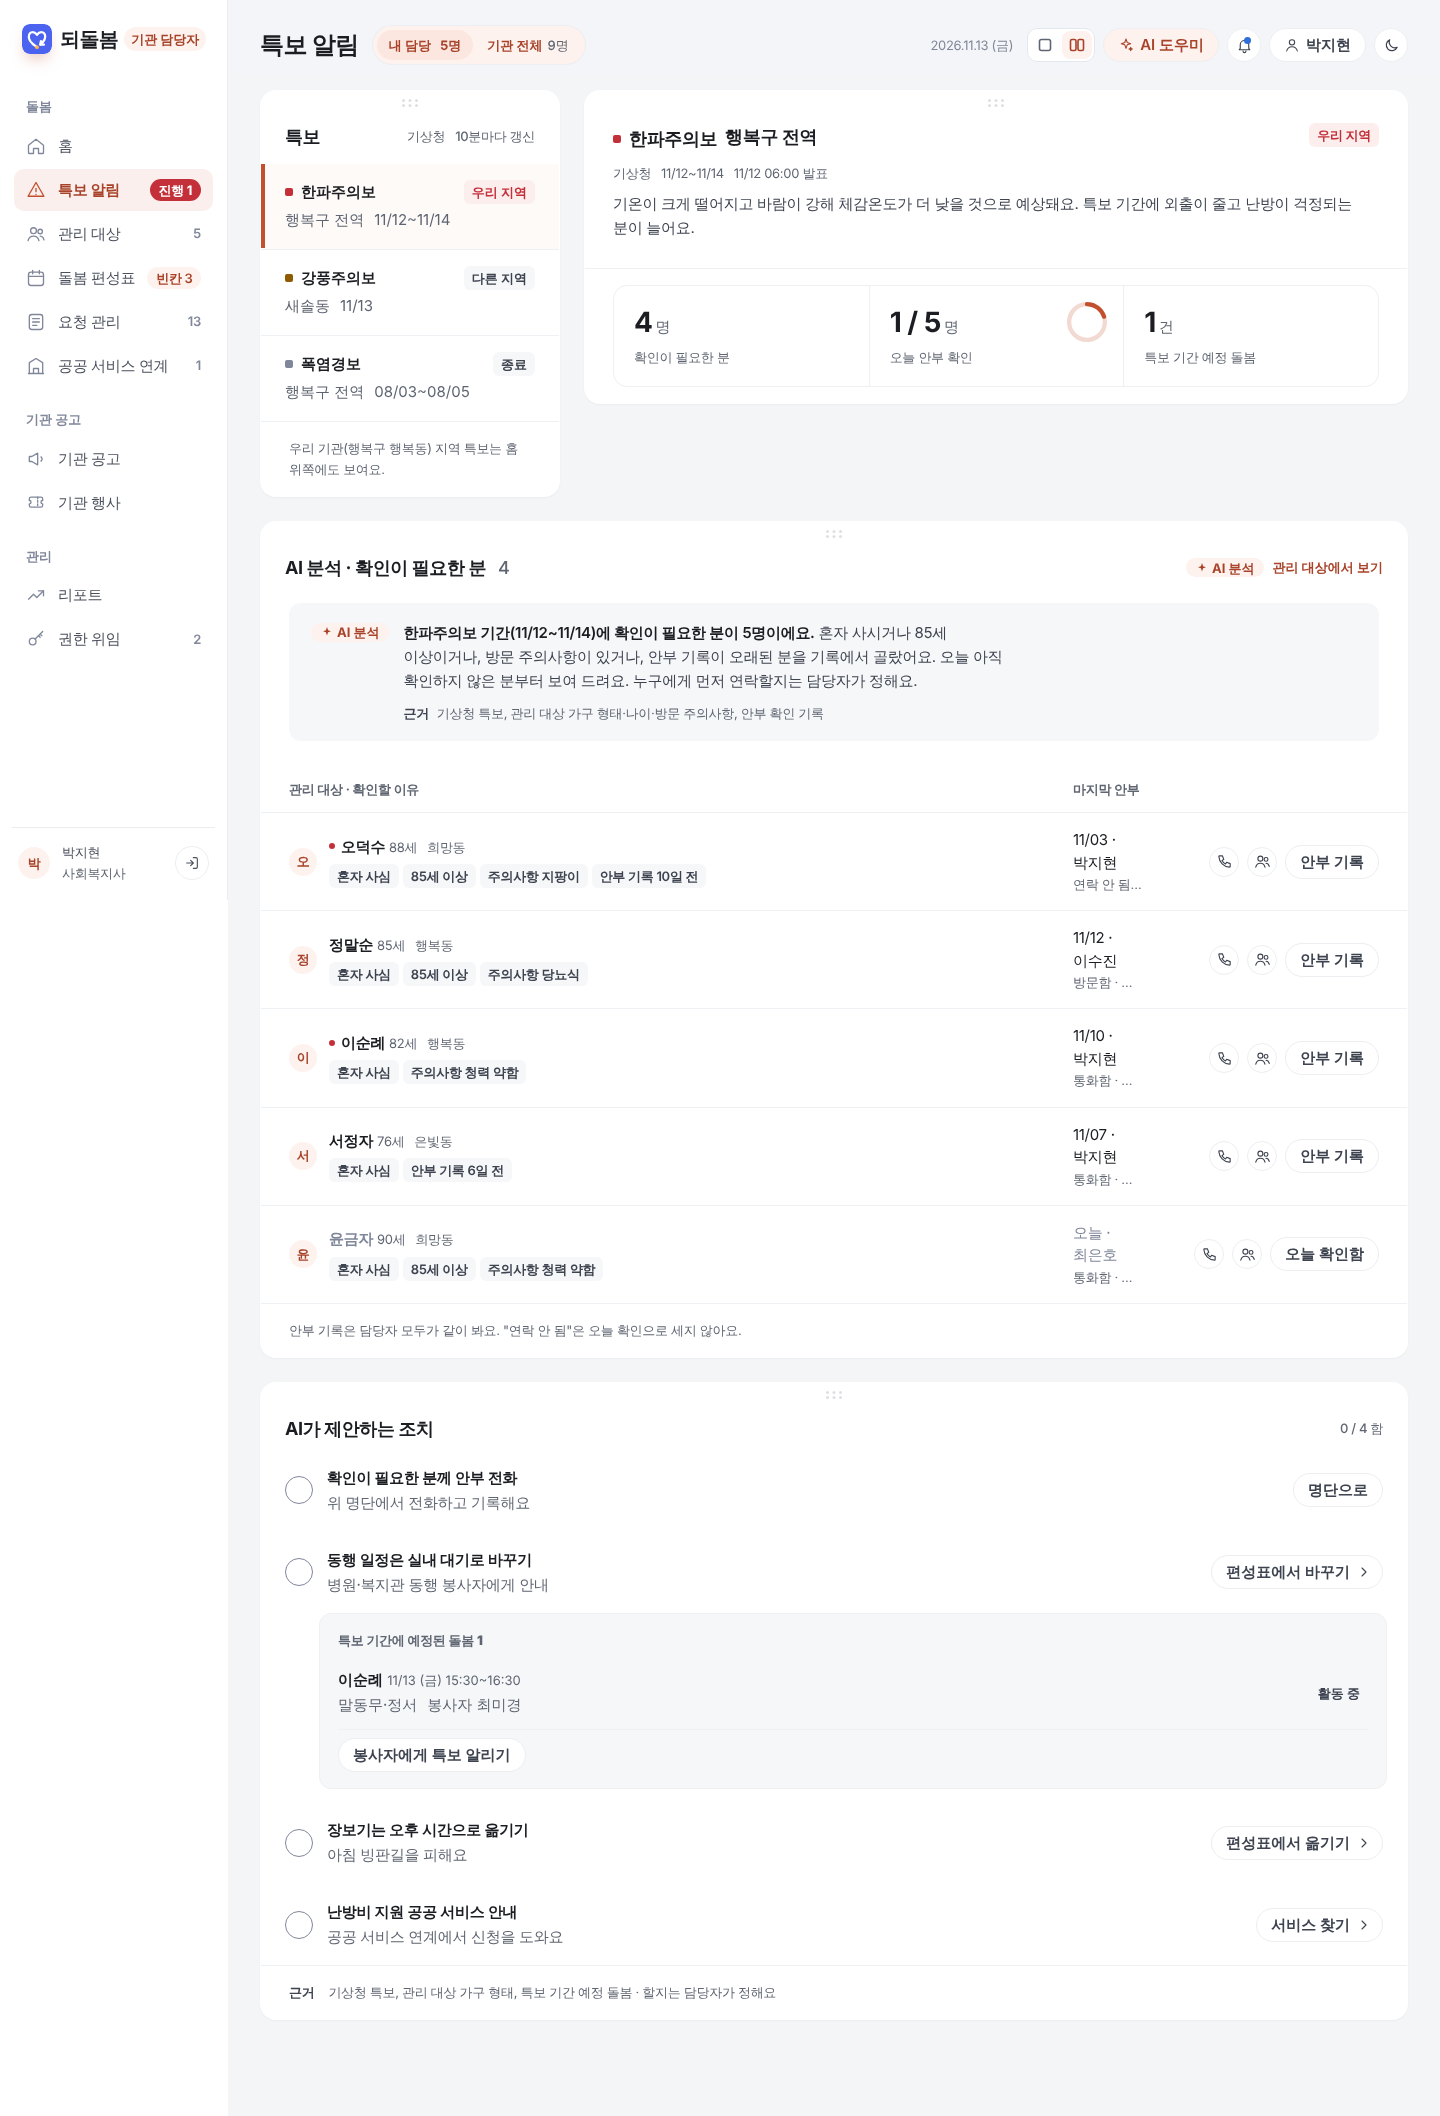 되돌봄 기관 담당자
돌봄
홈
특보 알림 진행 1
관리 대상 5
돌봄 편성표 빈칸 3
요청 관리 13
공공 서비스 연계 1
기관 공고
기관 공고
기관 행사
관리
리포트
권한 위임 2
박 박지현
사회복지사
특보 알림 내 담당 5명 기관 전체 9명
2026.11.13 (금) AI 도우미 박지현
특보 기상청 10분마다 갱신
한파주의보 우리 지역
행복구 전역 11/12~11/14
강풍주의보 다른 지역
새솔동 11/13
폭염경보 종료
행복구 전역 08/03~08/05
우리 기관(행복구 행복동) 지역 특보는 홈
위쪽에도 보여요.
한파주의보 행복구 전역 우리 지역
기상청 11/12~11/14 11/12 06:00 발표
기온이 크게 떨어지고 바람이 강해 체감온도가 더 낮을 것으로 예상돼요. 특보 기간에 외출이 줄고 난방이 걱정되는
분이 늘어요.
4명
확인이 필요한 분
1 / 5명
오늘 안부 확인
1건
특보 기간 예정 돌봄
AI 분석 · 확인이 필요한 분 4
AI 분석 관리 대상에서 보기
AI 분석 한파주의보 기간(11/12~11/14)에 확인이 필요한 분이 5명이에요. 혼자 사시거나 85세
이상이거나, 방문 주의사항이 있거나, 안부 기록이 오래된 분을 기록에서 골랐어요. 오늘 아직
확인하지 않은 분부터 보여 드려요. 누구에게 먼저 연락할지는 담당자가 정해요.
근거 기상청 특보, 관리 대상 가구 형태·나이·방문 주의사항, 안부 확인 기록
관리 대상 · 확인할 이유 마지막 안부
오 오덕수 88세 희망동
혼자 사심 85세 이상 주의사항 지팡이 안부 기록 10일 전
11/03 ·
박지현
연락 안 됨...
안부 기록
정 정말순 85세 행복동
혼자 사심 85세 이상 주의사항 당뇨식
11/12 ·
이수진
방문함 · ...
안부 기록
이 이순례 82세 행복동
혼자 사심 주의사항 청력 약함
11/10 ·
박지현
통화함 · ...
안부 기록
서 서정자 76세 은빛동
혼자 사심 안부 기록 6일 전
11/07 ·
박지현
통화함 · ...
안부 기록
윤 윤금자 90세 희망동
혼자 사심 85세 이상 주의사항 청력 약함
오늘 ·
최은호
통화함 · ...
오늘 확인함
안부 기록은 담당자 모두가 같이 봐요. "연락 안 됨"은 오늘 확인으로 세지 않아요.
AI가 제안하는 조치 0 / 4 함
확인이 필요한 분께 안부 전화
위 명단에서 전화하고 기록해요
명단으로
동행 일정은 실내 대기로 바꾸기
병원·복지관 동행 봉사자에게 안내
편성표에서 바꾸기
특보 기간에 예정된 돌봄 1
이순례 11/13 (금) 15:30~16:30
말동무·정서 봉사자 최미경
활동 중
봉사자에게 특보 알리기
장보기는 오후 시간으로 옮기기
아침 빙판길을 피해요
편성표에서 옮기기
난방비 지원 공공 서비스 안내
공공 서비스 연계에서 신청을 도와요
서비스 찾기
근거 기상청 특보, 관리 대상 가구 형태, 특보 기간 예정 돌봄 · 할지는 담당자가 정해요